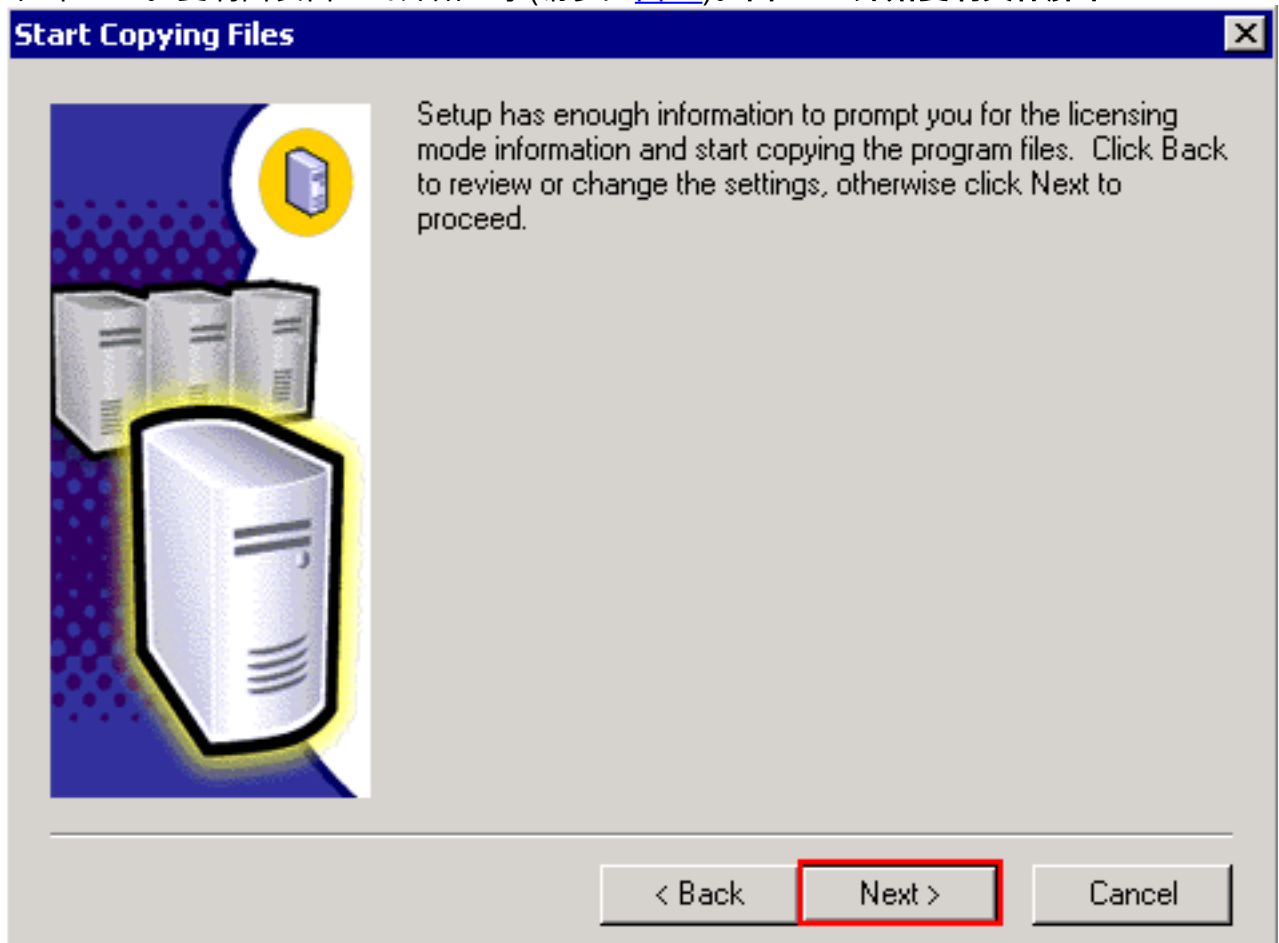 Start Copying Files
Setup has enough information to prompt you for the licensing
mode information and start copying the program files.  Click Back
to review or change the settings, otherwise click Next to
proceed.
< Back
Next >
Cancel